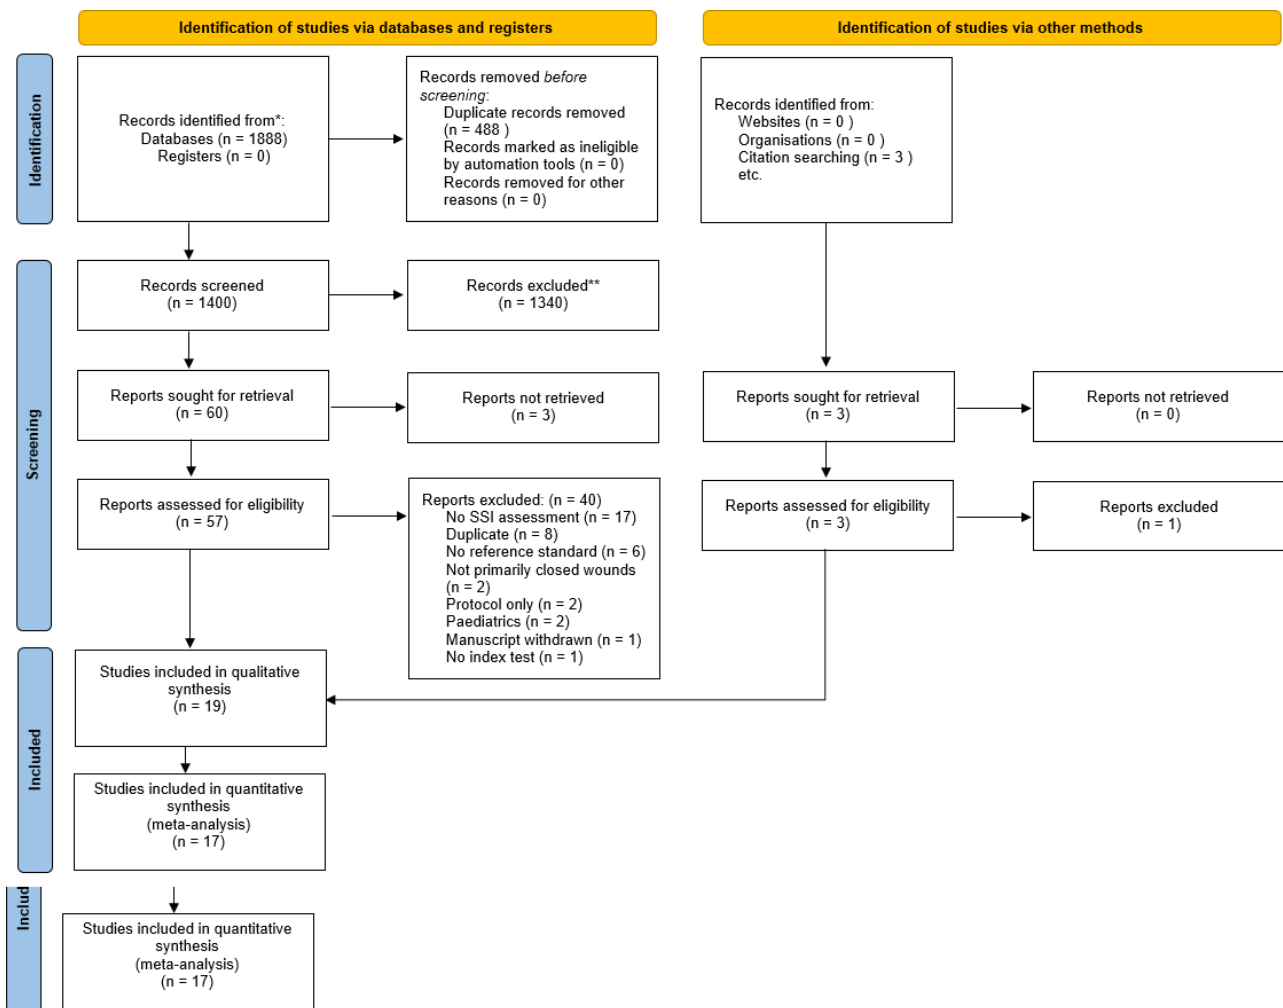 Identification of studies via databases and registers
Identification of studies via other methods
Identification
Records identified from*:
Databases (n = 1888)
Registers (n = 0)
Records removed before
screening:
Duplicate records removed
(n = 488 )
Records marked as ineligible
by automation tools (n = 0)
Records removed for other
reasons (n = 0)
Records identified from:
Websites (n = 0 )
Organisations (n = 0 )
Citation searching (n = 3 )
etc.
Screening
Records screened
(n = 1400)
Records excluded**
(n = 1340)
Reports sought for retrieval
(n = 60)
Reports not retrieved
(n = 3)
Reports sought for retrieval
(n = 3)
Reports not retrieved
(n = 0)
Reports assessed for eligibility
(n = 57)
Reports excluded: (n = 40)
No SSI assessment (n = 17)
Duplicate (n = 8)
No reference standard (n = 6)
Not primarily closed wounds
(n = 2)
Protocol only (n = 2)
Paediatrics (n = 2)
Manuscript withdrawn (n = 1)
No index test (n = 1)
Reports assessed for eligibility
(n = 3)
Reports excluded
(n = 1)
Included
Studies included in qualitative
synthesis
(n = 19)
Studies included in quantitative
synthesis
(meta-analysis)
(n = 17)
Includ
Studies included in quantitative
synthesis
(meta-analysis)
(n = 17)